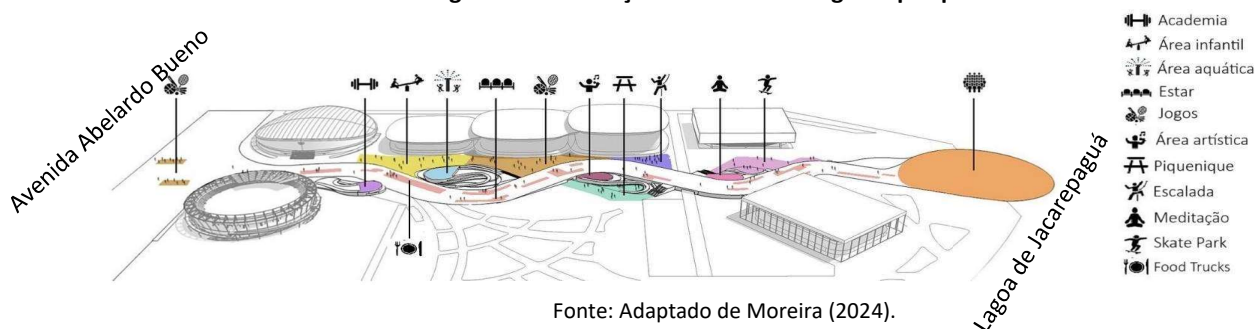 Avenida Abelardo Bueno
Lagoa de Jacarepaguá
Academia
Área infantil
Área aquática
Estar
Jogos
Área artística
Piquenique
Escalada
Meditação
Skate Park
Food Trucks
Fonte: Adaptado de Moreira (2024).